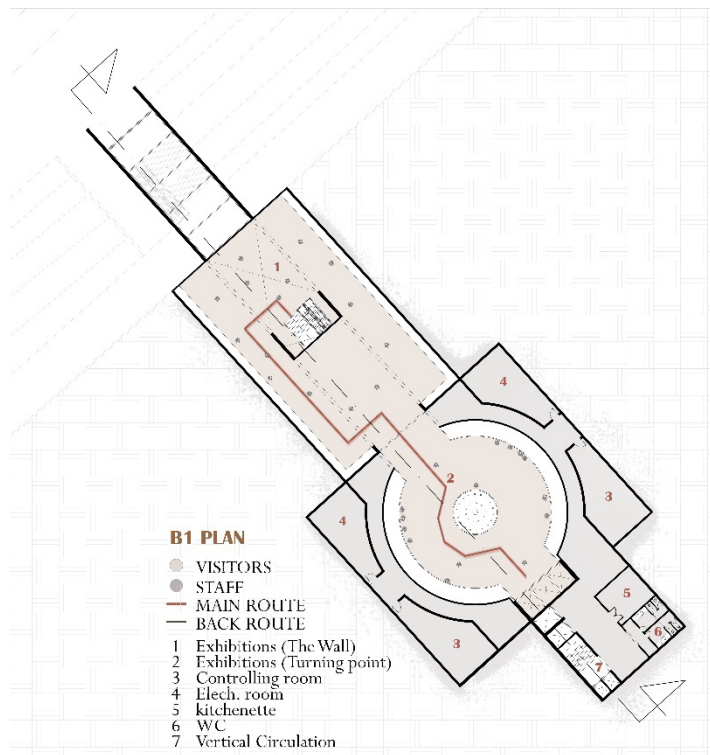 1
4
2
3
4
5
6
3
7
B1 PLAN
VISITORS
STAFF
MAIN ROUTE
BACK ROUTE
1 Exhibitions (The Wall)
2 Exhibitions (Turning point)
3 Controlling room
4 Elech. room
5 kitchenette
6 WC
7 Vertical Circulation